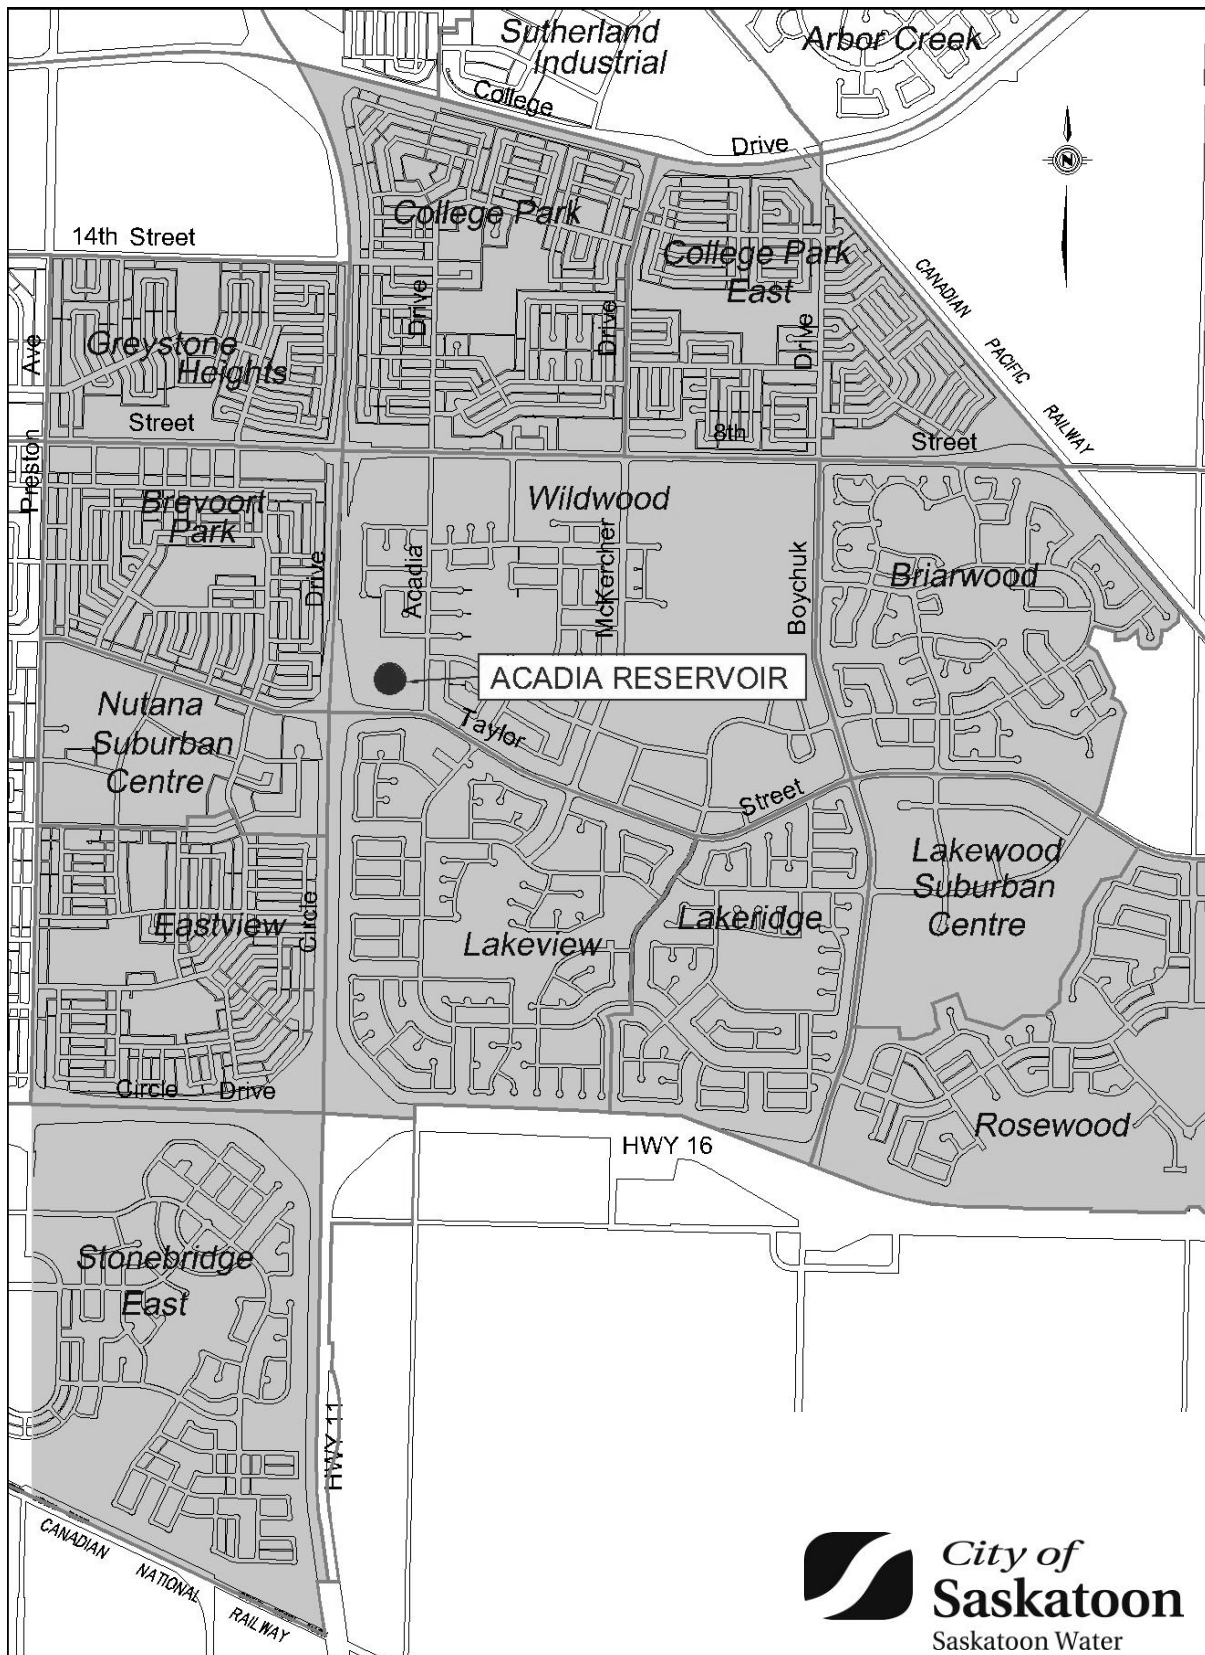 Sutherland
Industrial
Arbor Creek
College
Drive
N
College Park
14th Street
College Park
East
CANADIAN
PACIFIC
RAILWAY
Drive
Drive
Drive
Ave
Greystone
Heights
Street
8th
Street
Preston
Brevoort
Park
Wildwood
Drive
Acadia
McKercher
Boychuk
Briarwood
ACADIA RESERVOIR
Nutana
Suburban
Centre
Taylor
Street
Lakewood
Suburban
Centre
Eastview
Circle
Lakeview
Lakeridge
Circle
Drive
Rosewood
HWY 16
Stonebridge
East
HWY 11
CANADIAN
NATIONAL
RAILWAY
City of
Saskatoon
Saskatoon Water